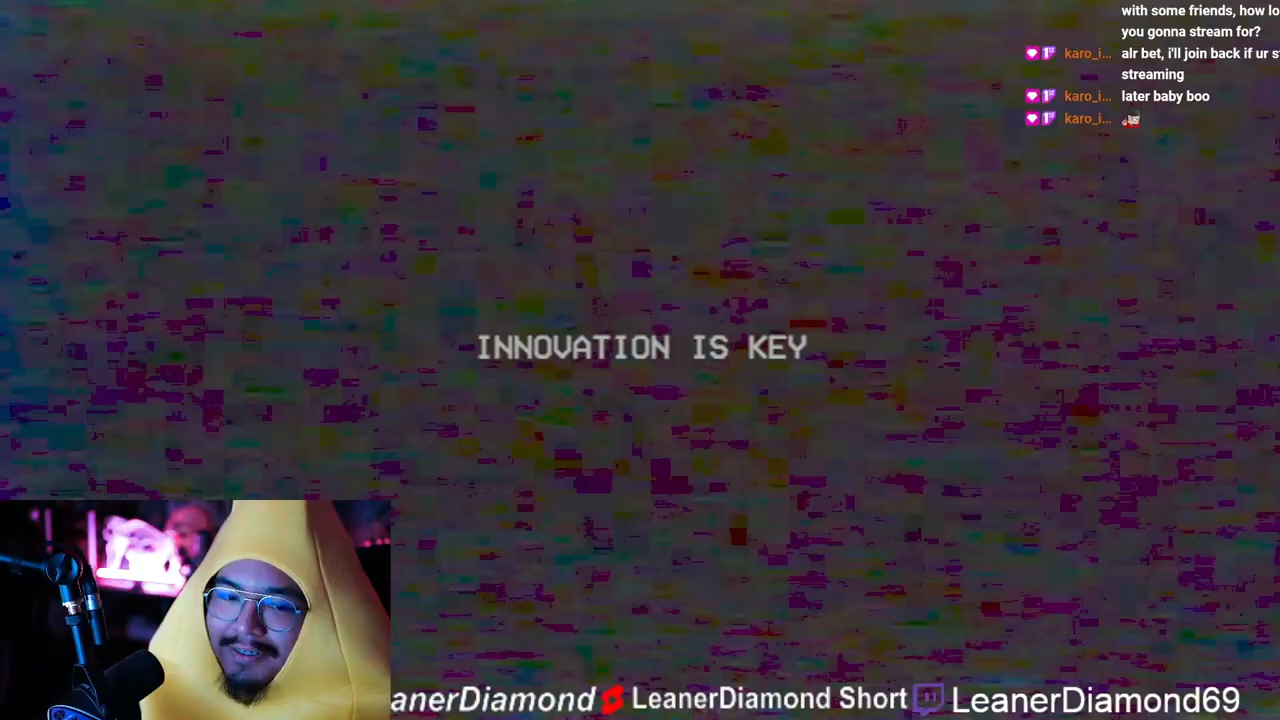 with some friends, how lo
you gonna stream for?
karo_i... alr bet, i'll join back if ur s
streaming
karo_i... later baby boo
karo_i...
INNOVATION IS KEY
anerDiamond LeanerDiamond Short LeanerDiamond69